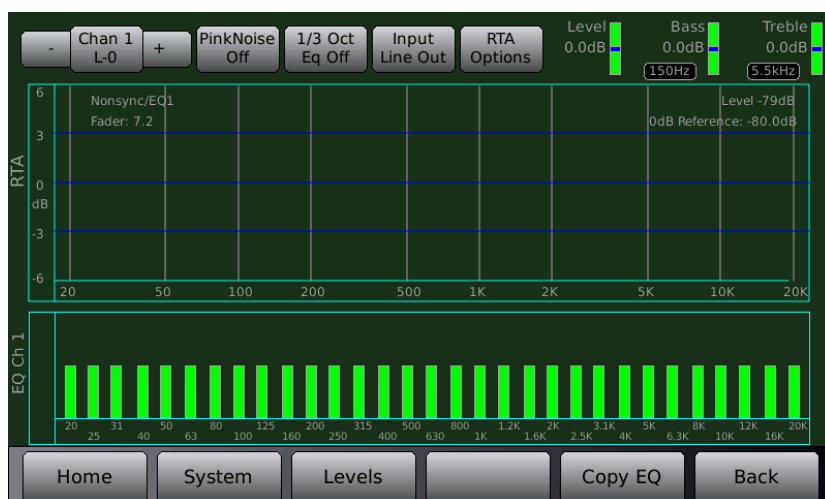 Level Bass Treble
- Chan 1 L-0 + PinkNoise Off 1/3 Oct Eq Off Input Line Out RTA Options
0.0dB 0.0dB 0.0dB
150Hz 5.5kHz
6 Nonsync/EQ1 Level -79dB
Fader: 7.2 0dB Reference: -80.0dB
3
RTA
0
dB
-3
-6
20 50 100 200 500 1K 2K 5K 10K 20K
EQ Ch 1
20 31 50 80 125 200 315 500 800 1.2K 2K 3.1K 5K 8K 12K 20K
25 40 63 100 160 250 400 630 1K 1.6K 2.5K 4K 6.3K 10K 16K
Home System Levels Copy EQ Back